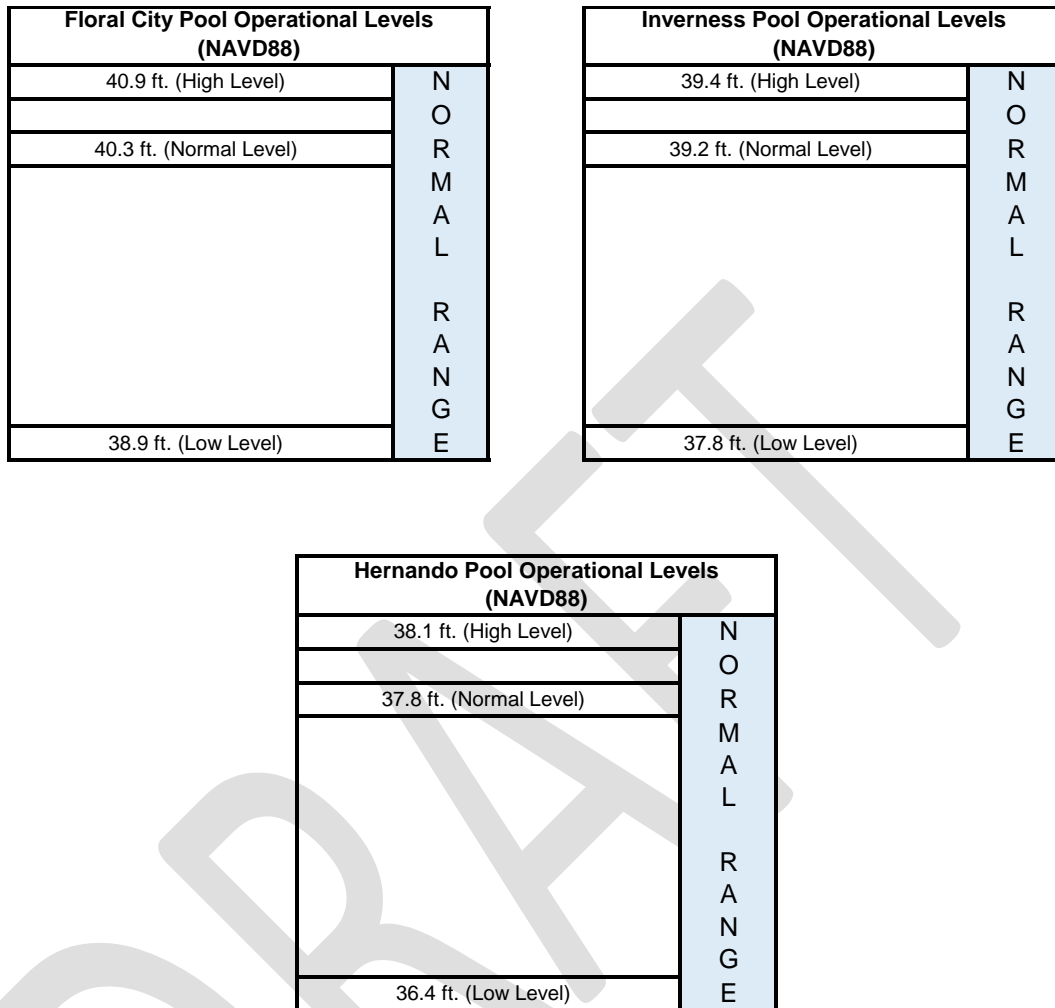 Floral City Pool Operational Levels
(NAVD88)
40.9 ft. (High Level)
40.3 ft. (Normal Level)
38.9 ft. (Low Level)
N
O
R
M
A
L
R
A
N
G
E
Inverness Pool Operational Levels
(NAVD88)
39.4 ft. (High Level)
39.2 ft. (Normal Level)
37.8 ft. (Low Level)
N
O
R
M
A
L
R
A
N
G
E
Hernando Pool Operational Levels
(NAVD88)
38.1 ft. (High Level)
37.8 ft. (Normal Level)
36.4 ft. (Low Level)
N
O
R
M
A
L
R
A
N
G
E
DRAFT